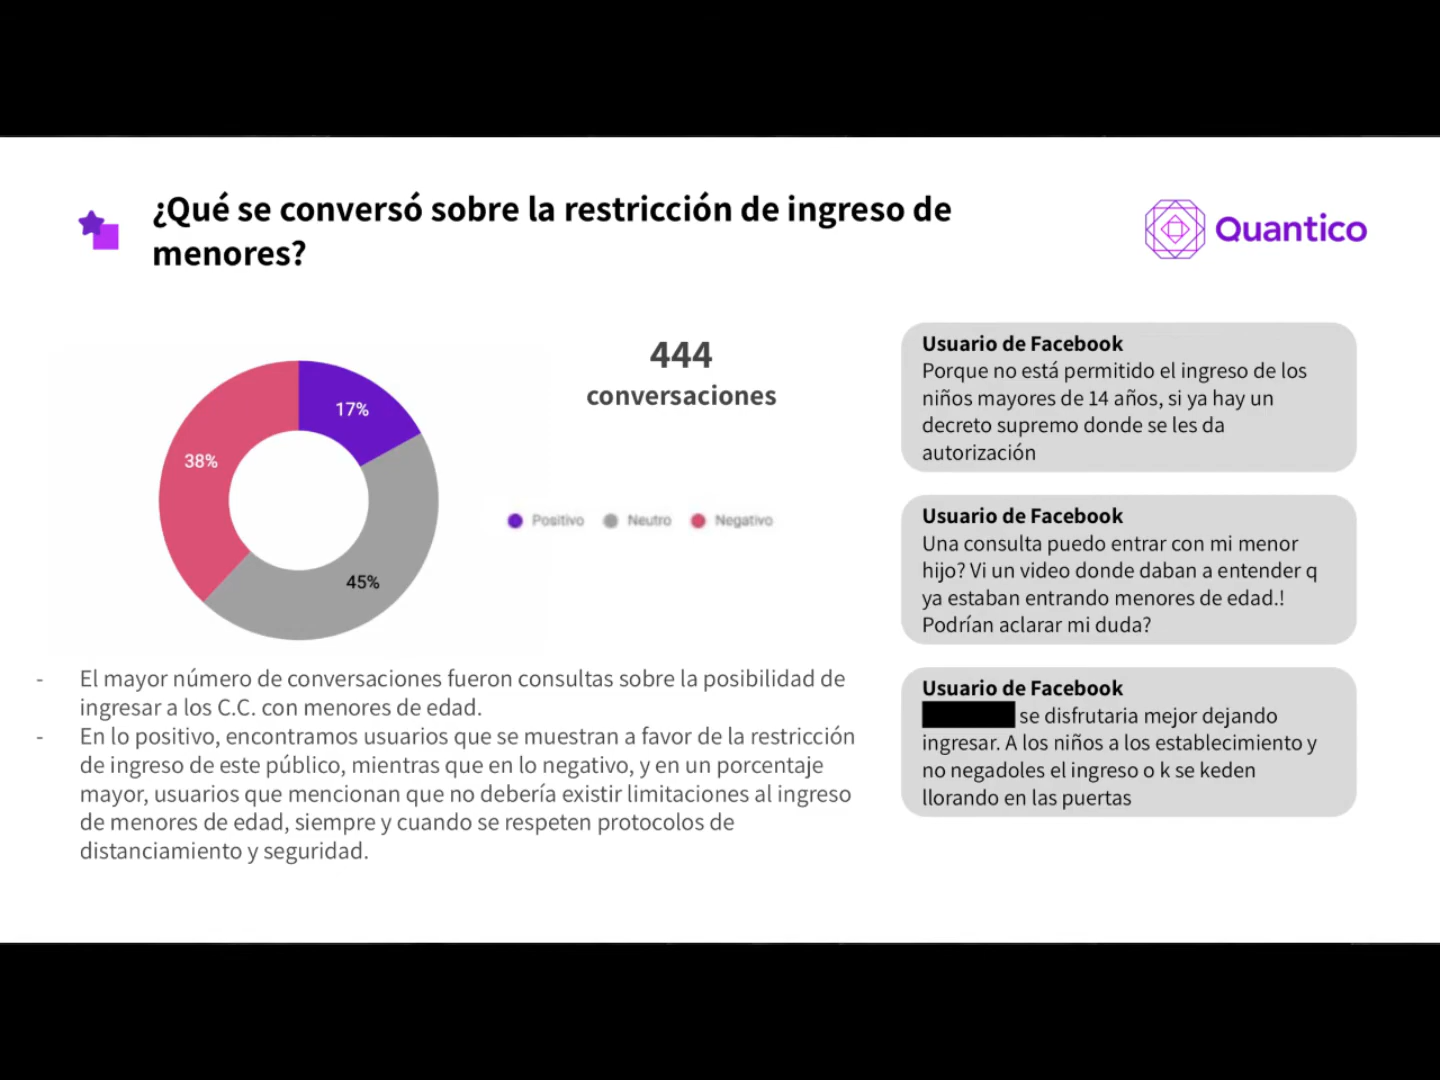 ¿Qué se conversó sobre la restricción de ingreso de
menores?
Quantico
17%
38%
45%
444
conversaciones
Positivo
Neutro
Negativo
- El mayor número de conversaciones fueron consultas sobre la posibilidad de
ingresar a los C.C. con menores de edad.
- En lo positivo, encontramos usuarios que se muestran a favor de la restricción
de ingreso de este público, mientras que en lo negativo, y en un porcentaje
mayor, usuarios que mencionan que no debería existir limitaciones al ingreso
de menores de edad, siempre y cuando se respeten protocolos de
distanciamiento y seguridad.
Usuario de Facebook
Porque no está permitido el ingreso de los
niños mayores de 14 años, si ya hay un
decreto supremo donde se les da
autorización
Usuario de Facebook
Una consulta puedo entrar con mi menor
hijo? Vi un video donde daban a entender q
ya estaban entrando menores de edad.!
Podrían aclarar mi duda?
Usuario de Facebook
se disfrutaria mejor dejando
ingresar. A los niños a los establecimiento y
no negadoles el ingreso o k se keden
llorando en las puertas